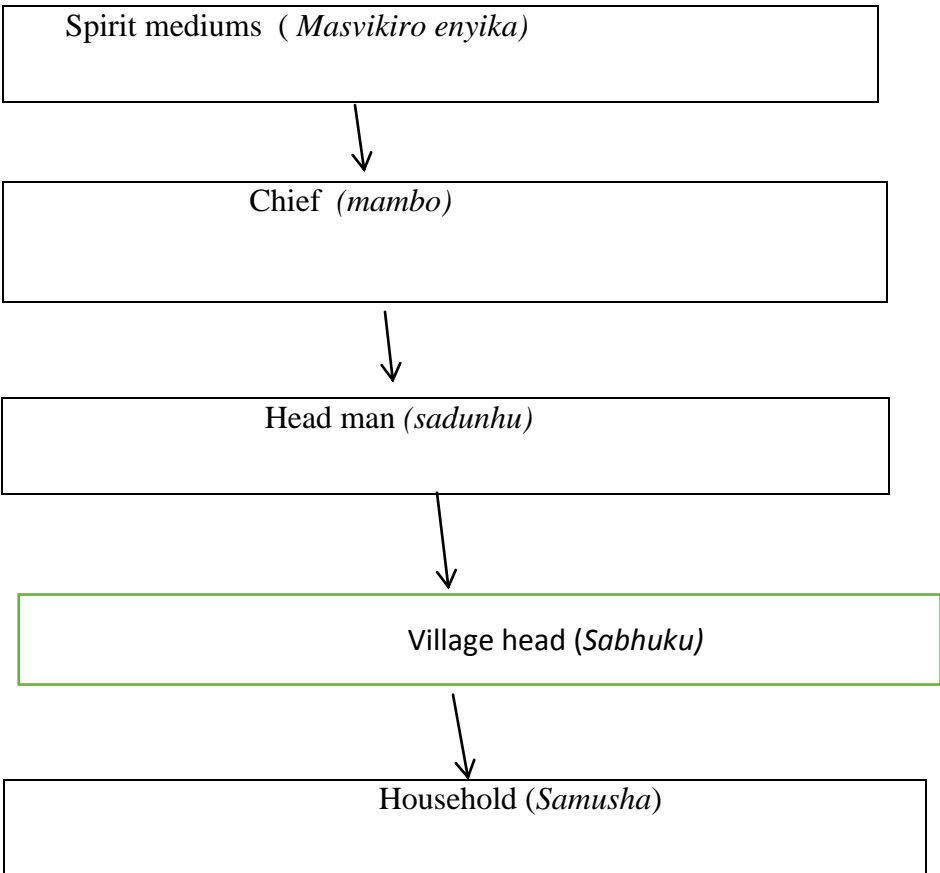 Spirit mediums ( Masvikiro enyika)
Chief (mambo)
Head man (sadunhu)
Village head (Sabhuku)
Household (Samusha)